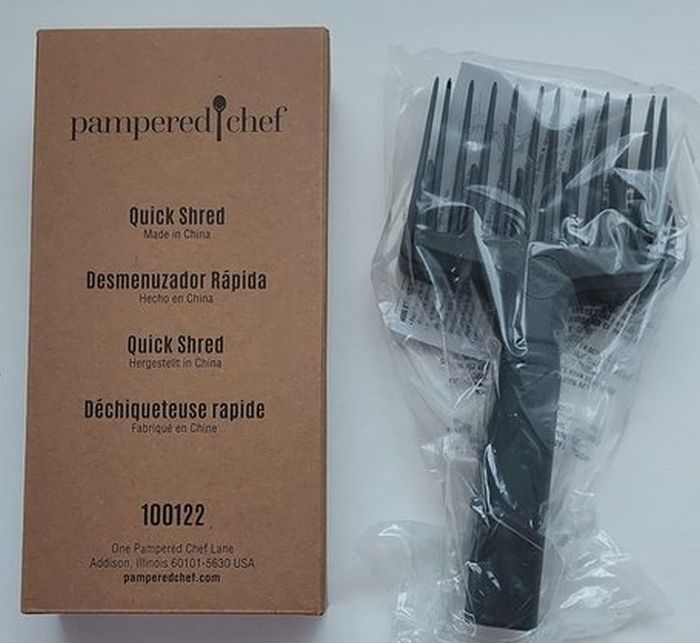 pampered chef
Quick Shred
Made in China
Desmenuzador Rápida
Hecho en China
Quick Shred
Hergestellt in China
Déchiqueteuse rapide
Fabriqué en Chine
100122
One Pampered Chef Lane
Addison, Illinois 60101-5630 USA
pamperedchef.com